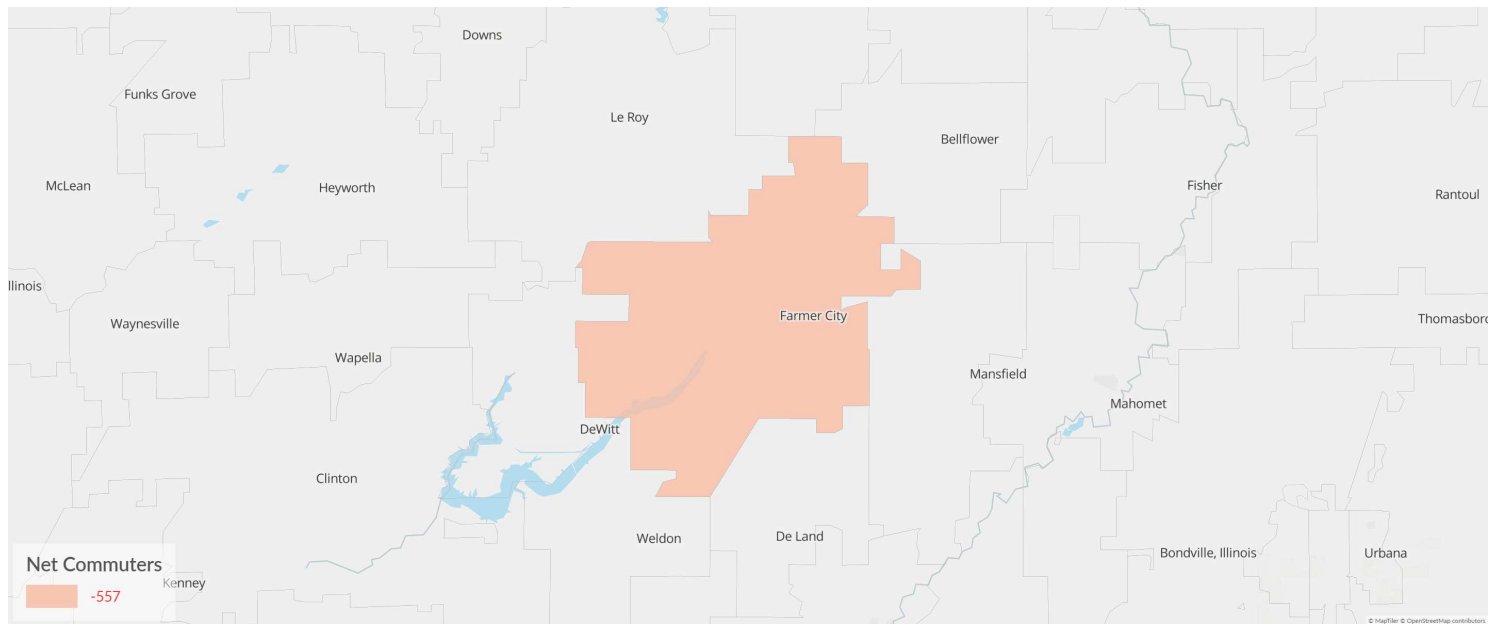 Downs
Funks Grove
Le Roy
Bellflower
McLean
Heyworth
Fisher
Rantoul
llinois
Waynesville
Farmer City
Thomasboro
Wapella
Mansfield
Mahomet
DeWitt
Clinton
Weldon
De Land
Bondville, Illinois
Urbana
Net Commuters
Kenney
-557
© MapTiler © OpenStreetMap contributors